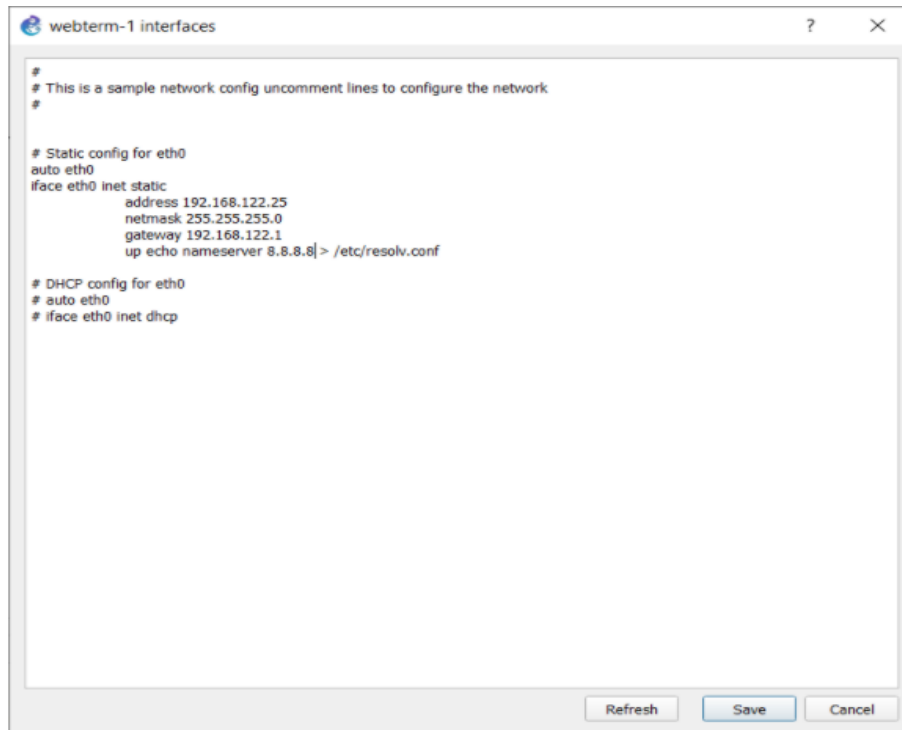 webterm-1 interfaces
?
#
# This is a sample network config uncomment lines to configure the network
#
# Static config for eth0
auto eth0
iface eth0 inet static
address 192.168.122.25
netmask 255.255.255.0
gateway 192.168.122.1
up echo nameserver 8.8.8.8 > /etc/resolv.conf
# DHCP config for eth0
# auto eth0
# iface eth0 inet dhcp
Refresh Save Cancel